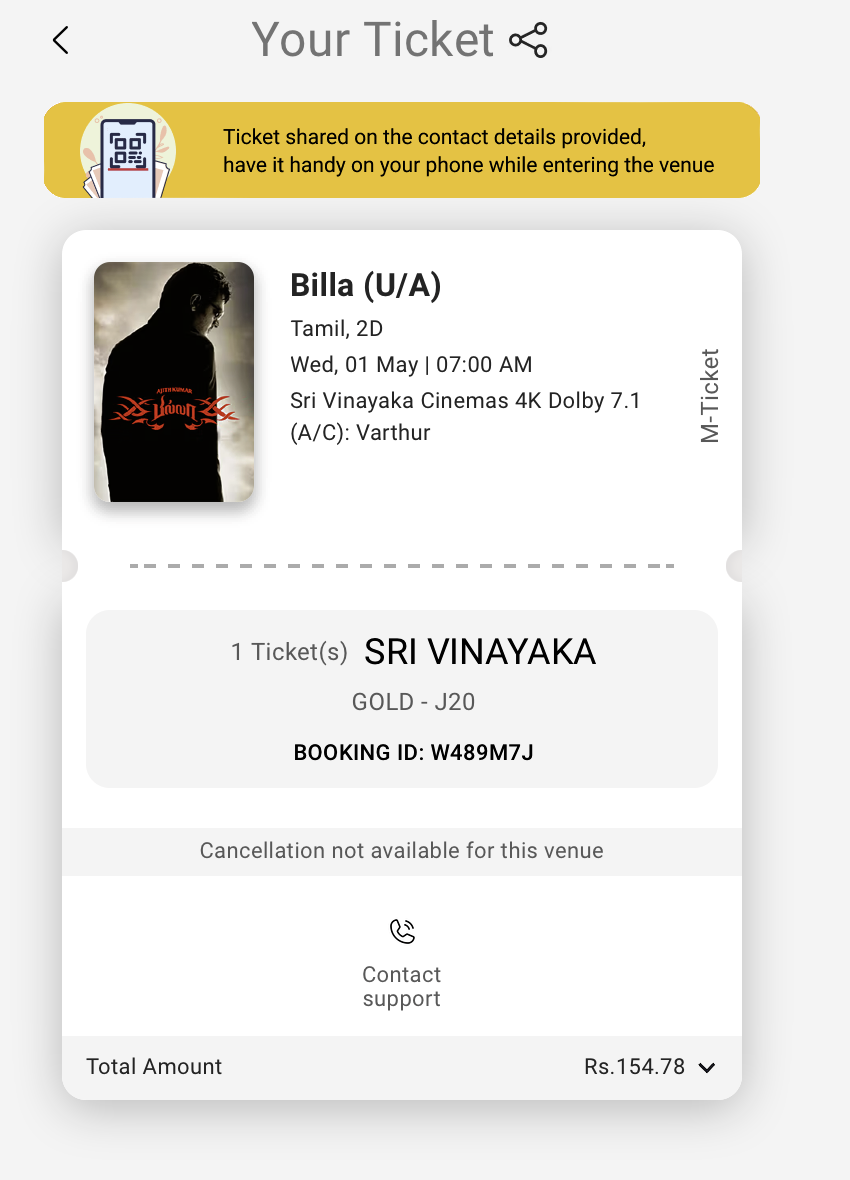 Your Ticket
Ticket shared on the contact details provided,
have it handy on your phone while entering the venue
AJITH KUMAR
பில்லா
Billa (U/A)
Tamil, 2D
Wed, 01 May | 07:00 AM
Sri Vinayaka Cinemas 4K Dolby 7.1
(A/C): Varthur
M-Ticket
1 Ticket(s) SRI VINAYAKA
GOLD - J20
BOOKING ID: W489M7J
Cancellation not available for this venue
Contact
support
Total Amount Rs.154.78